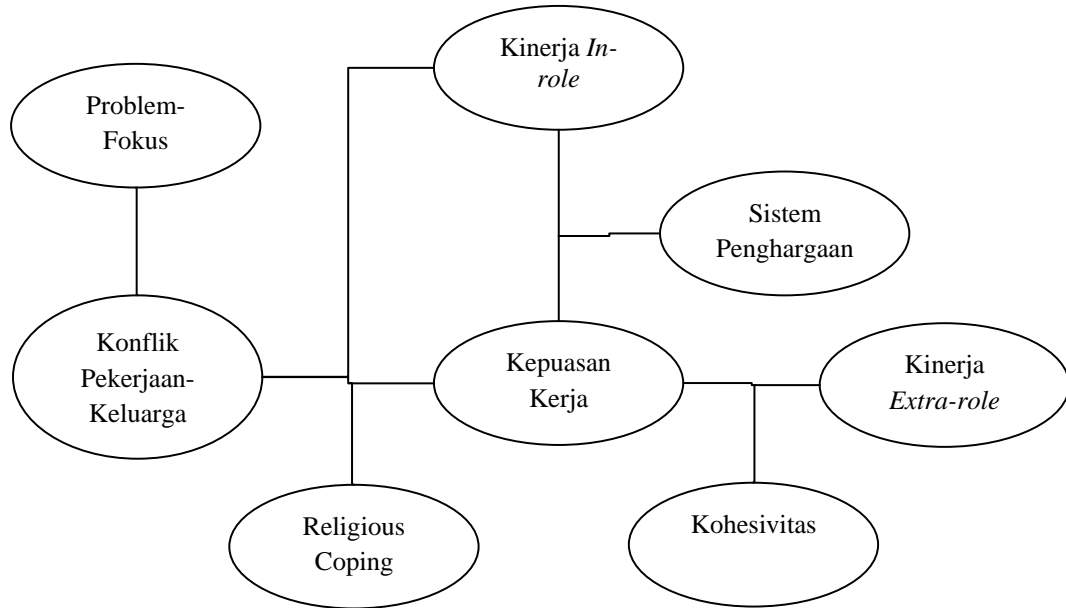 Kinerja In-
role
Problem-
Fokus
Sistem
Penghargaan
Konflik
Pekerjaan-
Keluarga
Kepuasan
Kerja
Kinerja
Extra-role
Religious
Coping
Kohesivitas